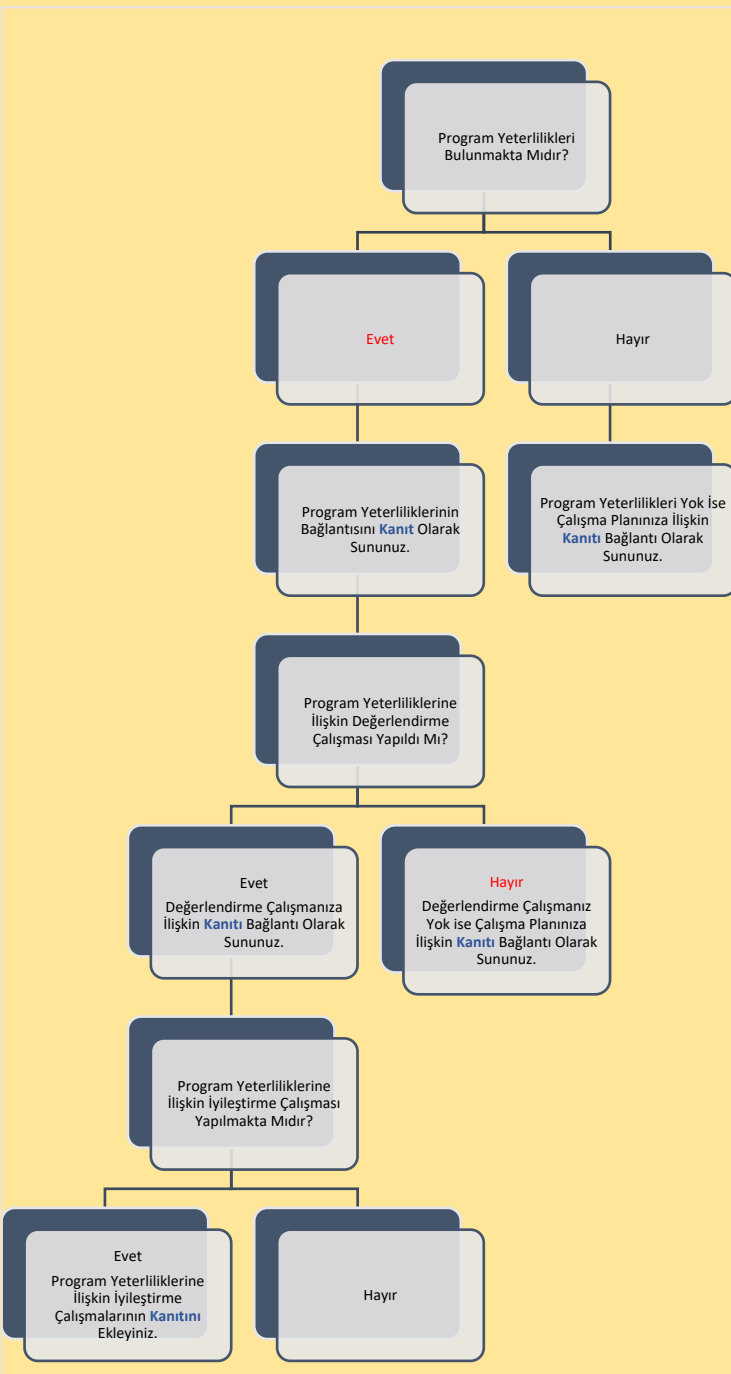 Program Yeterlilikleri
Bulunmakta Mıdır?
Evet
Hayır
Program Yeterliliklerinin
Bağlantısını Kanıt Olarak
Sununuz.
Program Yeterlilikleri Yok İse
Çalışma Planınıza İlişkin
Kanıtı Bağlantı Olarak
Sununuz.
Program Yeterliliklerine
İlişkin Değerlendirme
Çalışması Yapıldı Mı?
Evet
Değerlendirme Çalışmanıza
İlişkin Kanıtı Bağlantı Olarak
Sununuz.
Hayır
Değerlendirme Çalışmanız
Yok ise Çalışma Planınıza
İlişkin Kanıtı Bağlantı Olarak
Sununuz.
Program Yeterliliklerine
İlişkin İyileştirme Çalışması
Yapılmakta Mıdır?
Evet
Program Yeterliliklerine
İlişkin İyileştirme
Çalışmalarının Kanıtını
Ekleyiniz.
Hayır